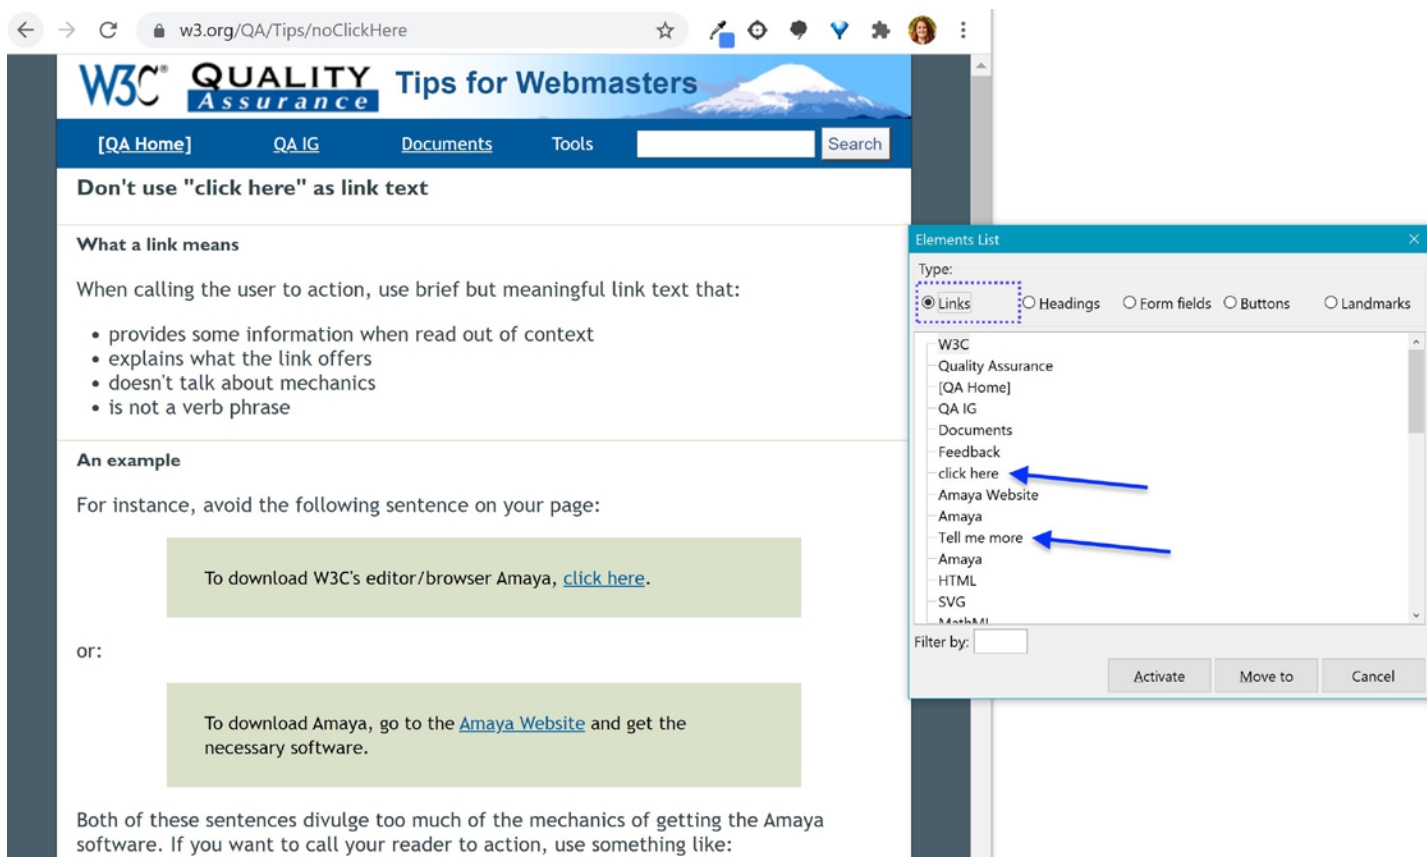 w3.org/QA/Tips/noClickHere
W3C® QUALITY Assurance Tips for Webmasters
[QA Home] QA IG Documents Tools Search
Don't use "click here" as link text
What a link means
When calling the user to action, use brief but meaningful link text that:
• provides some information when read out of context
• explains what the link offers
• doesn't talk about mechanics
• is not a verb phrase
An example
For instance, avoid the following sentence on your page:
To download W3C's editor/browser Amaya, click here.
or:
To download Amaya, go to the Amaya Website and get the
necessary software.
Both of these sentences divulge too much of the mechanics of getting the Amaya
software. If you want to call your reader to action, use something like:
Elements List
Type:
Links Headings Form fields Buttons Landmarks
W3C
Quality Assurance
[QA Home]
QA IG
Documents
Feedback
click here
Amaya Website
Amaya
Tell me more
Amaya
HTML
SVG
MathML
Filter by:
Activate Move to Cancel